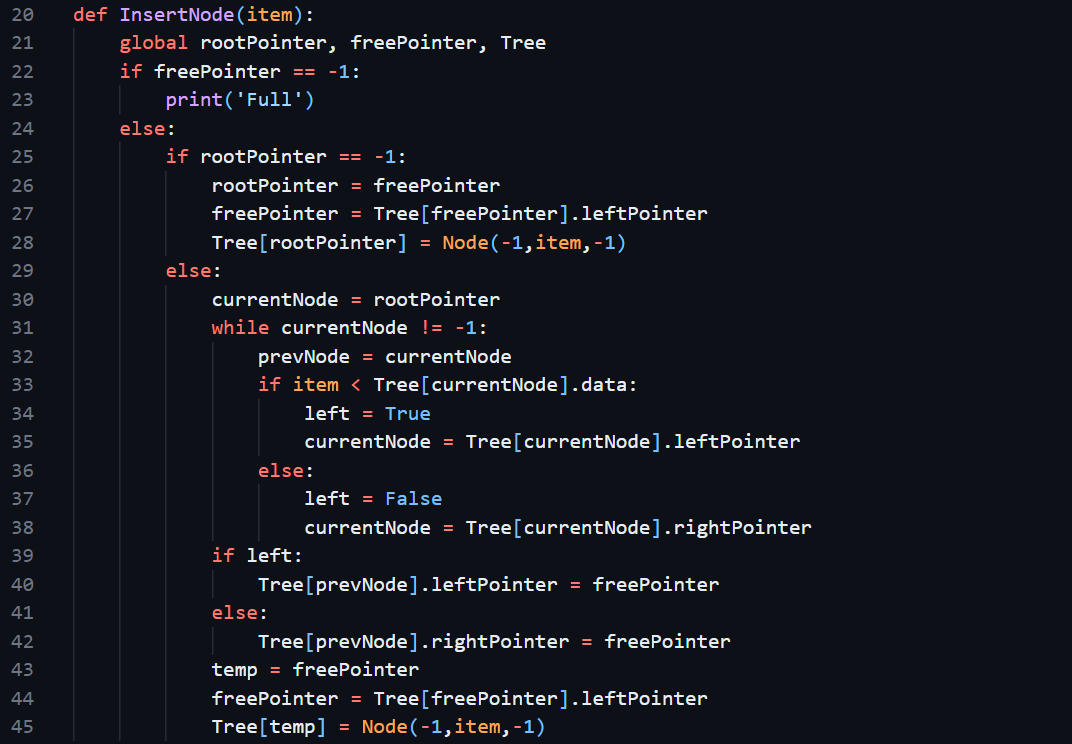 20 def InsertNode(item):
21     global rootPointer, freePointer, Tree
22     if freePointer == -1:
23         print('Full')
24     else:
25         if rootPointer == -1:
26             rootPointer = freePointer
27             freePointer = Tree[freePointer].leftPointer
28             Tree[rootPointer] = Node(-1,item,-1)
29         else:
30             currentNode = rootPointer
31             while currentNode != -1:
32                 prevNode = currentNode
33                 if item < Tree[currentNode].data:
34                     left = True
35                     currentNode = Tree[currentNode].leftPointer
36                 else:
37                     left = False
38                     currentNode = Tree[currentNode].rightPointer
39             if left:
40                 Tree[prevNode].leftPointer = freePointer
41             else:
42                 Tree[prevNode].rightPointer = freePointer
43             temp = freePointer
44             freePointer = Tree[freePointer].leftPointer
45             Tree[temp] = Node(-1,item,-1)